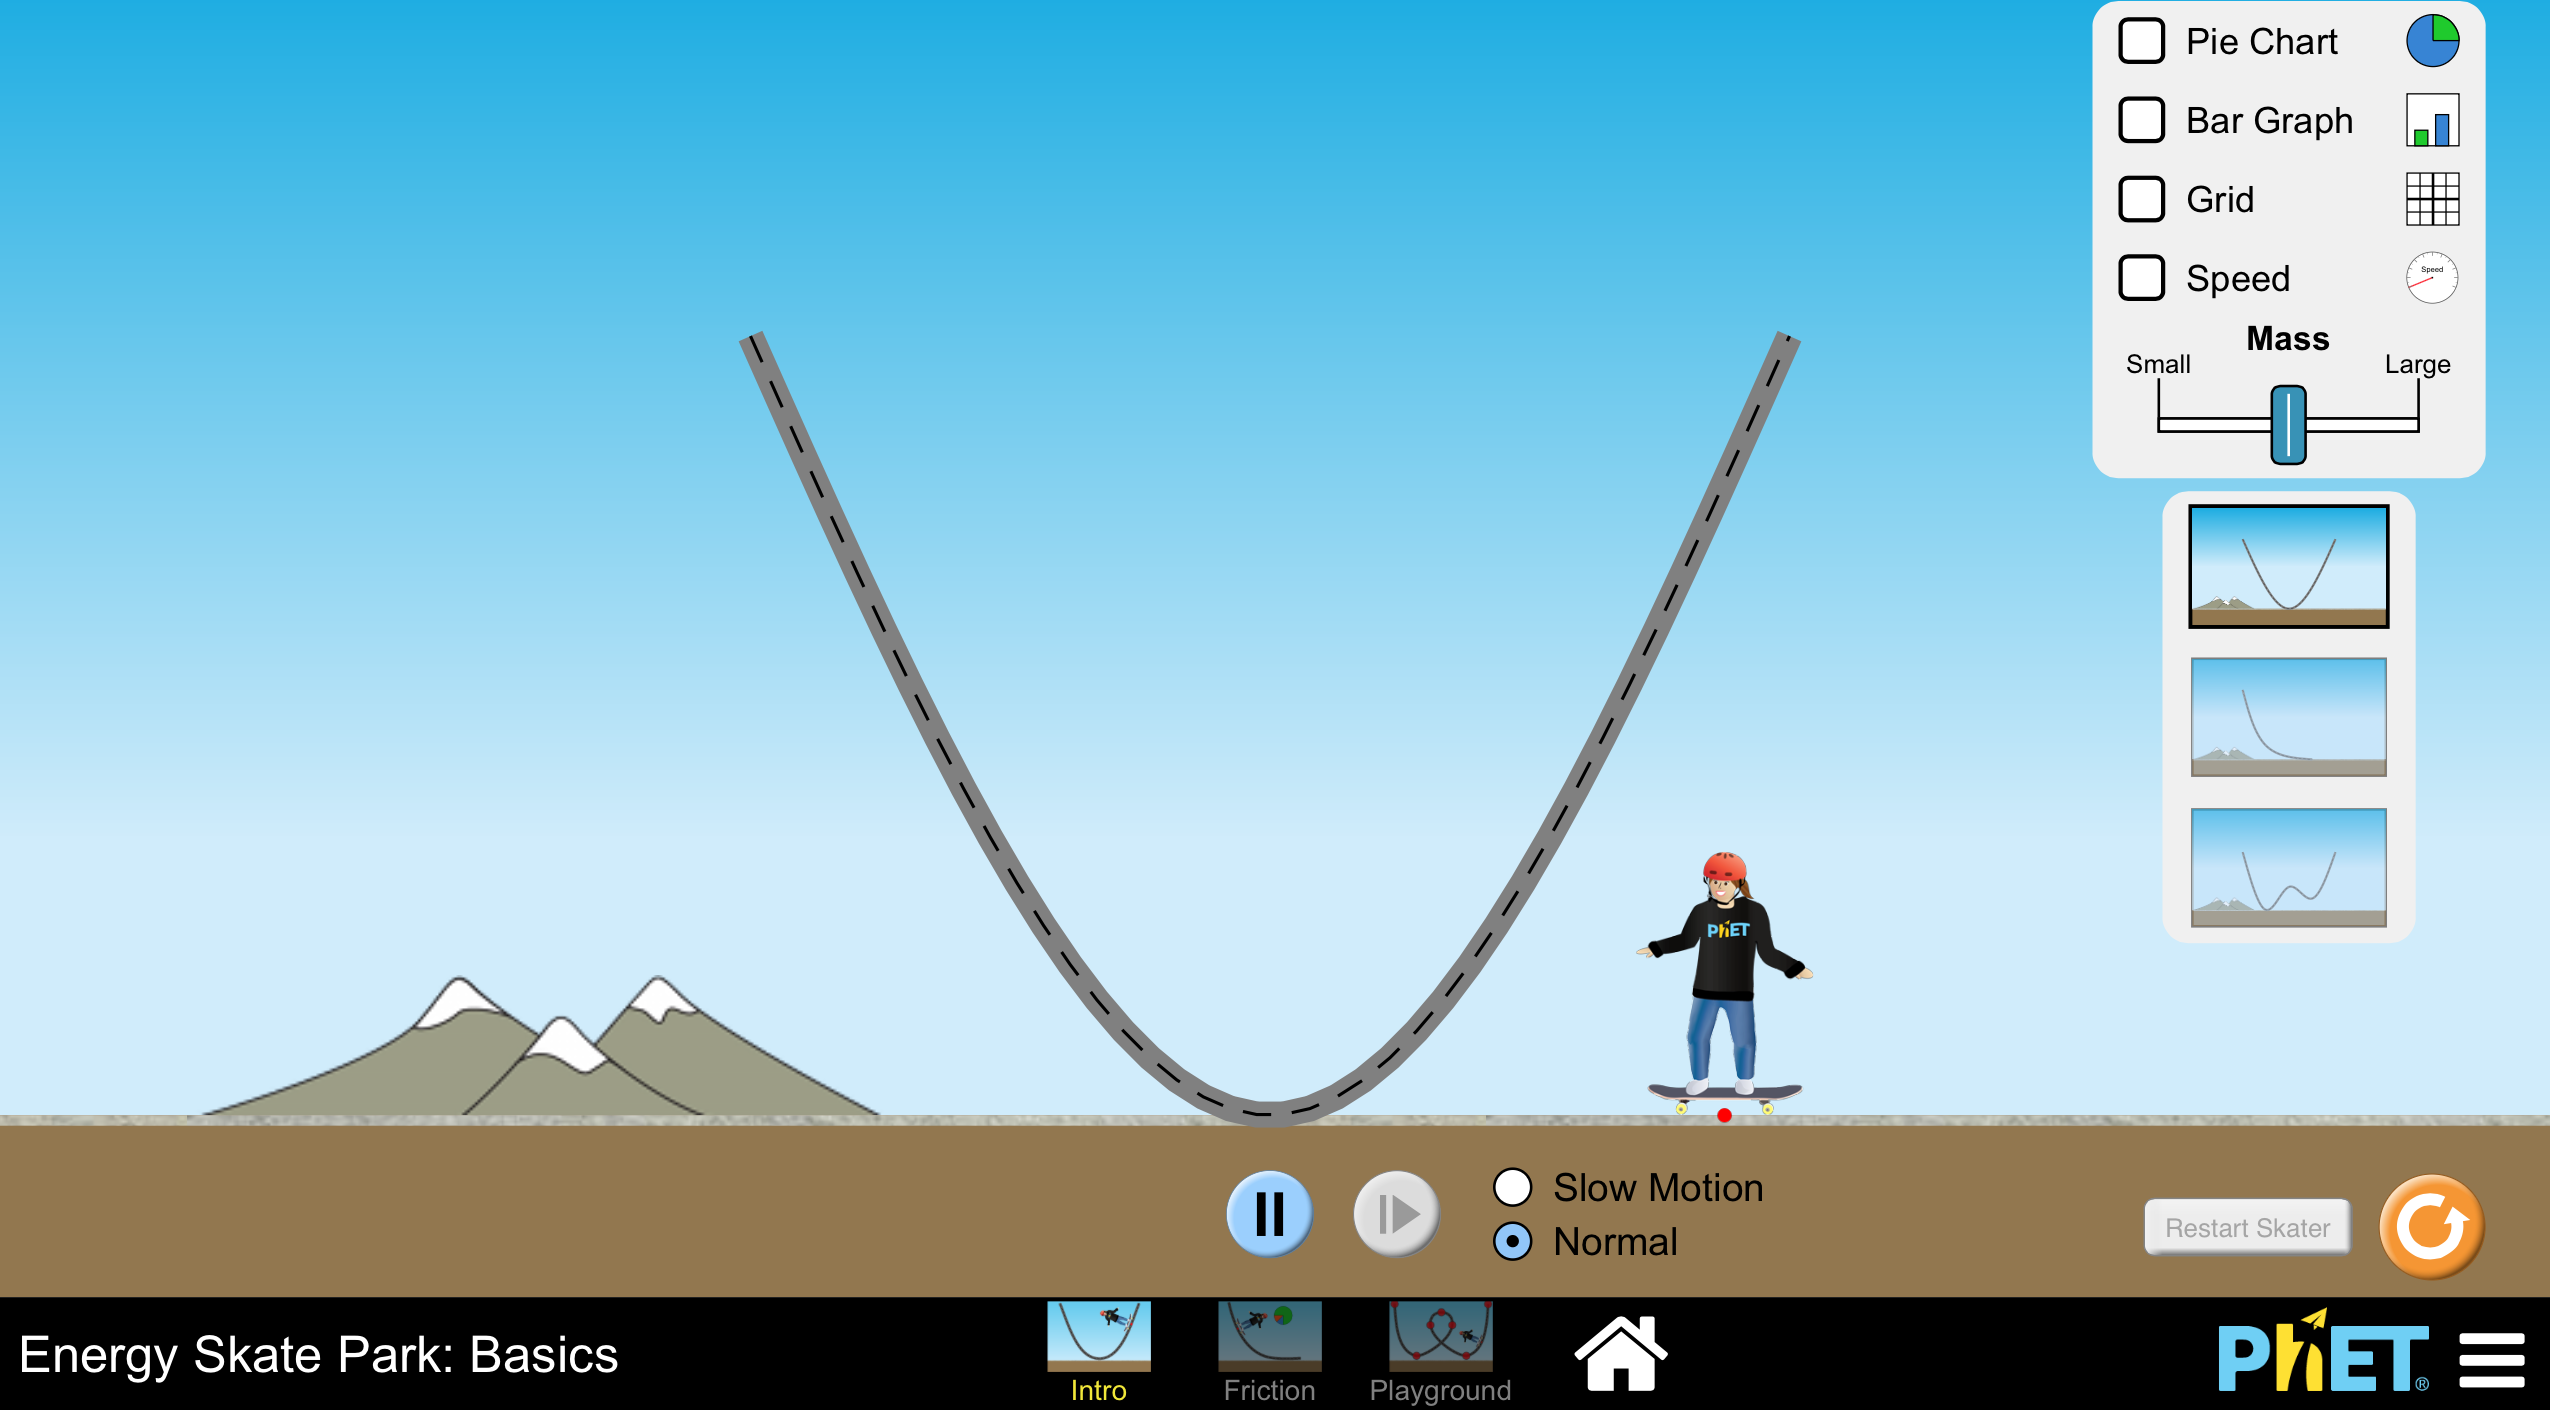 Pie Chart
Bar Graph
Grid
Speed
Speed
Mass
Small Large
PhET
Slow Motion
Normal
Restart Skater
Energy Skate Park: Basics
Intro
Friction
Playground
PhET®